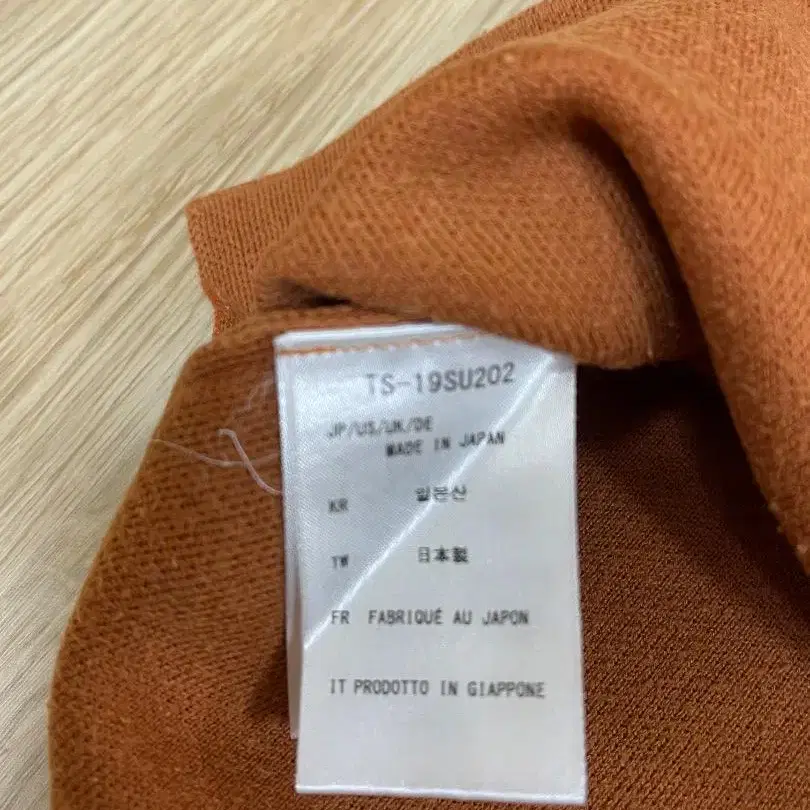 TS-19SU202
JP/US/UK/DE
MADE IN JAPAN
KR 일본산
TW 日本製
FR FABRIQUÉ AU JAPON
IT PRODOTTO IN GIAPPONE